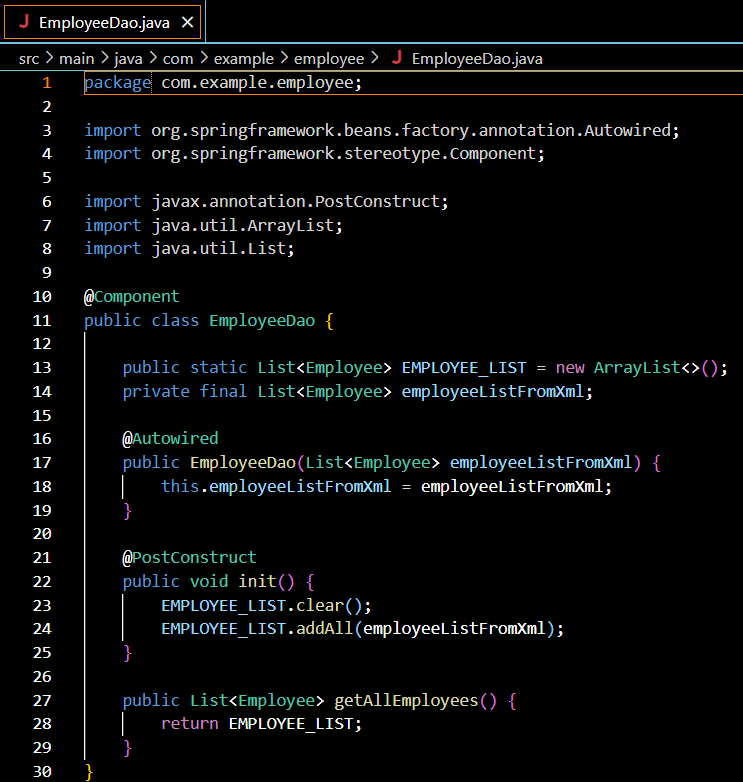 J EmployeeDao.java ×
src > main > java > com > example > employee > J EmployeeDao.java
1 package com.example.employee;
2
3 import org.springframework.beans.factory.annotation.Autowired;
4 import org.springframework.stereotype.Component;
5
6 import javax.annotation.PostConstruct;
7 import java.util.ArrayList;
8 import java.util.List;
9
10 @Component
11 public class EmployeeDao {
12
13     public static List<Employee> EMPLOYEE_LIST = new ArrayList<>();
14     private final List<Employee> employeeListFromXml;
15
16     @Autowired
17     public EmployeeDao(List<Employee> employeeListFromXml) {
18         this.employeeListFromXml = employeeListFromXml;
19     }
20
21     @PostConstruct
22     public void init() {
23         EMPLOYEE_LIST.clear();
24         EMPLOYEE_LIST.addAll(employeeListFromXml);
25     }
26
27     public List<Employee> getAllEmployees() {
28         return EMPLOYEE_LIST;
29     }
30 }